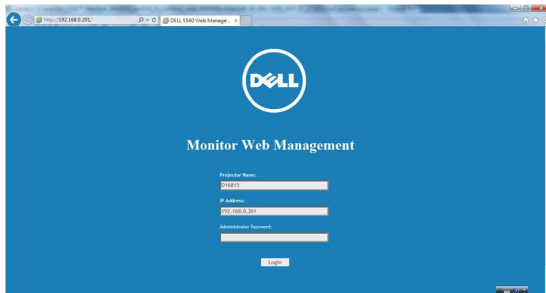 http://192.168.0.201/
DELL S560 Web Manage...
DELL
Monitor Web Management
Projector Name:
D16815
IP Address:
192.168.0.201
Administrator Password:
Login